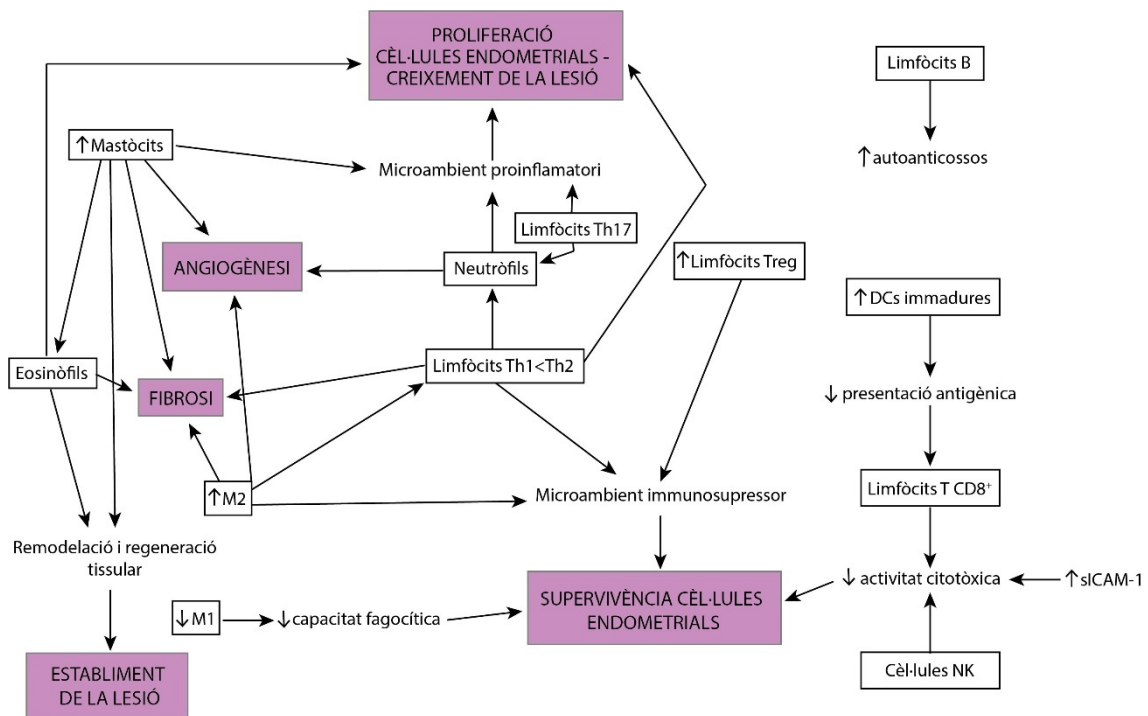 PROLIFERACIÓ
CÈL·LULES ENDOMETRIALS -
CREIXEMENT DE LA LESIÓ
Limfòcits B
↑ autoanticossos
↑ Mastòcits
Microambient proinflamatori
Limfòcits Th17
ANGIOGÈNESI
Neutròfils
↑ Limfòcits Treg
↑ DCs immadures
Eosinòfils
Limfòcits Th1<Th2
FIBROSI
↓ presentació antigènica
↑ M2
Microambient immunosupressor
Limfòcits T CD8⁺
Remodelació i regeneració
tissular
↓ activitat citotòxica
↑ sICAM-1
↓ M1
↓ capacitat fagocítica
SUPERVIVÈNCIA CÈL·LULES
ENDOMETRIALS
ESTABLIMENT
DE LA LESIÓ
Cèl·lules NK